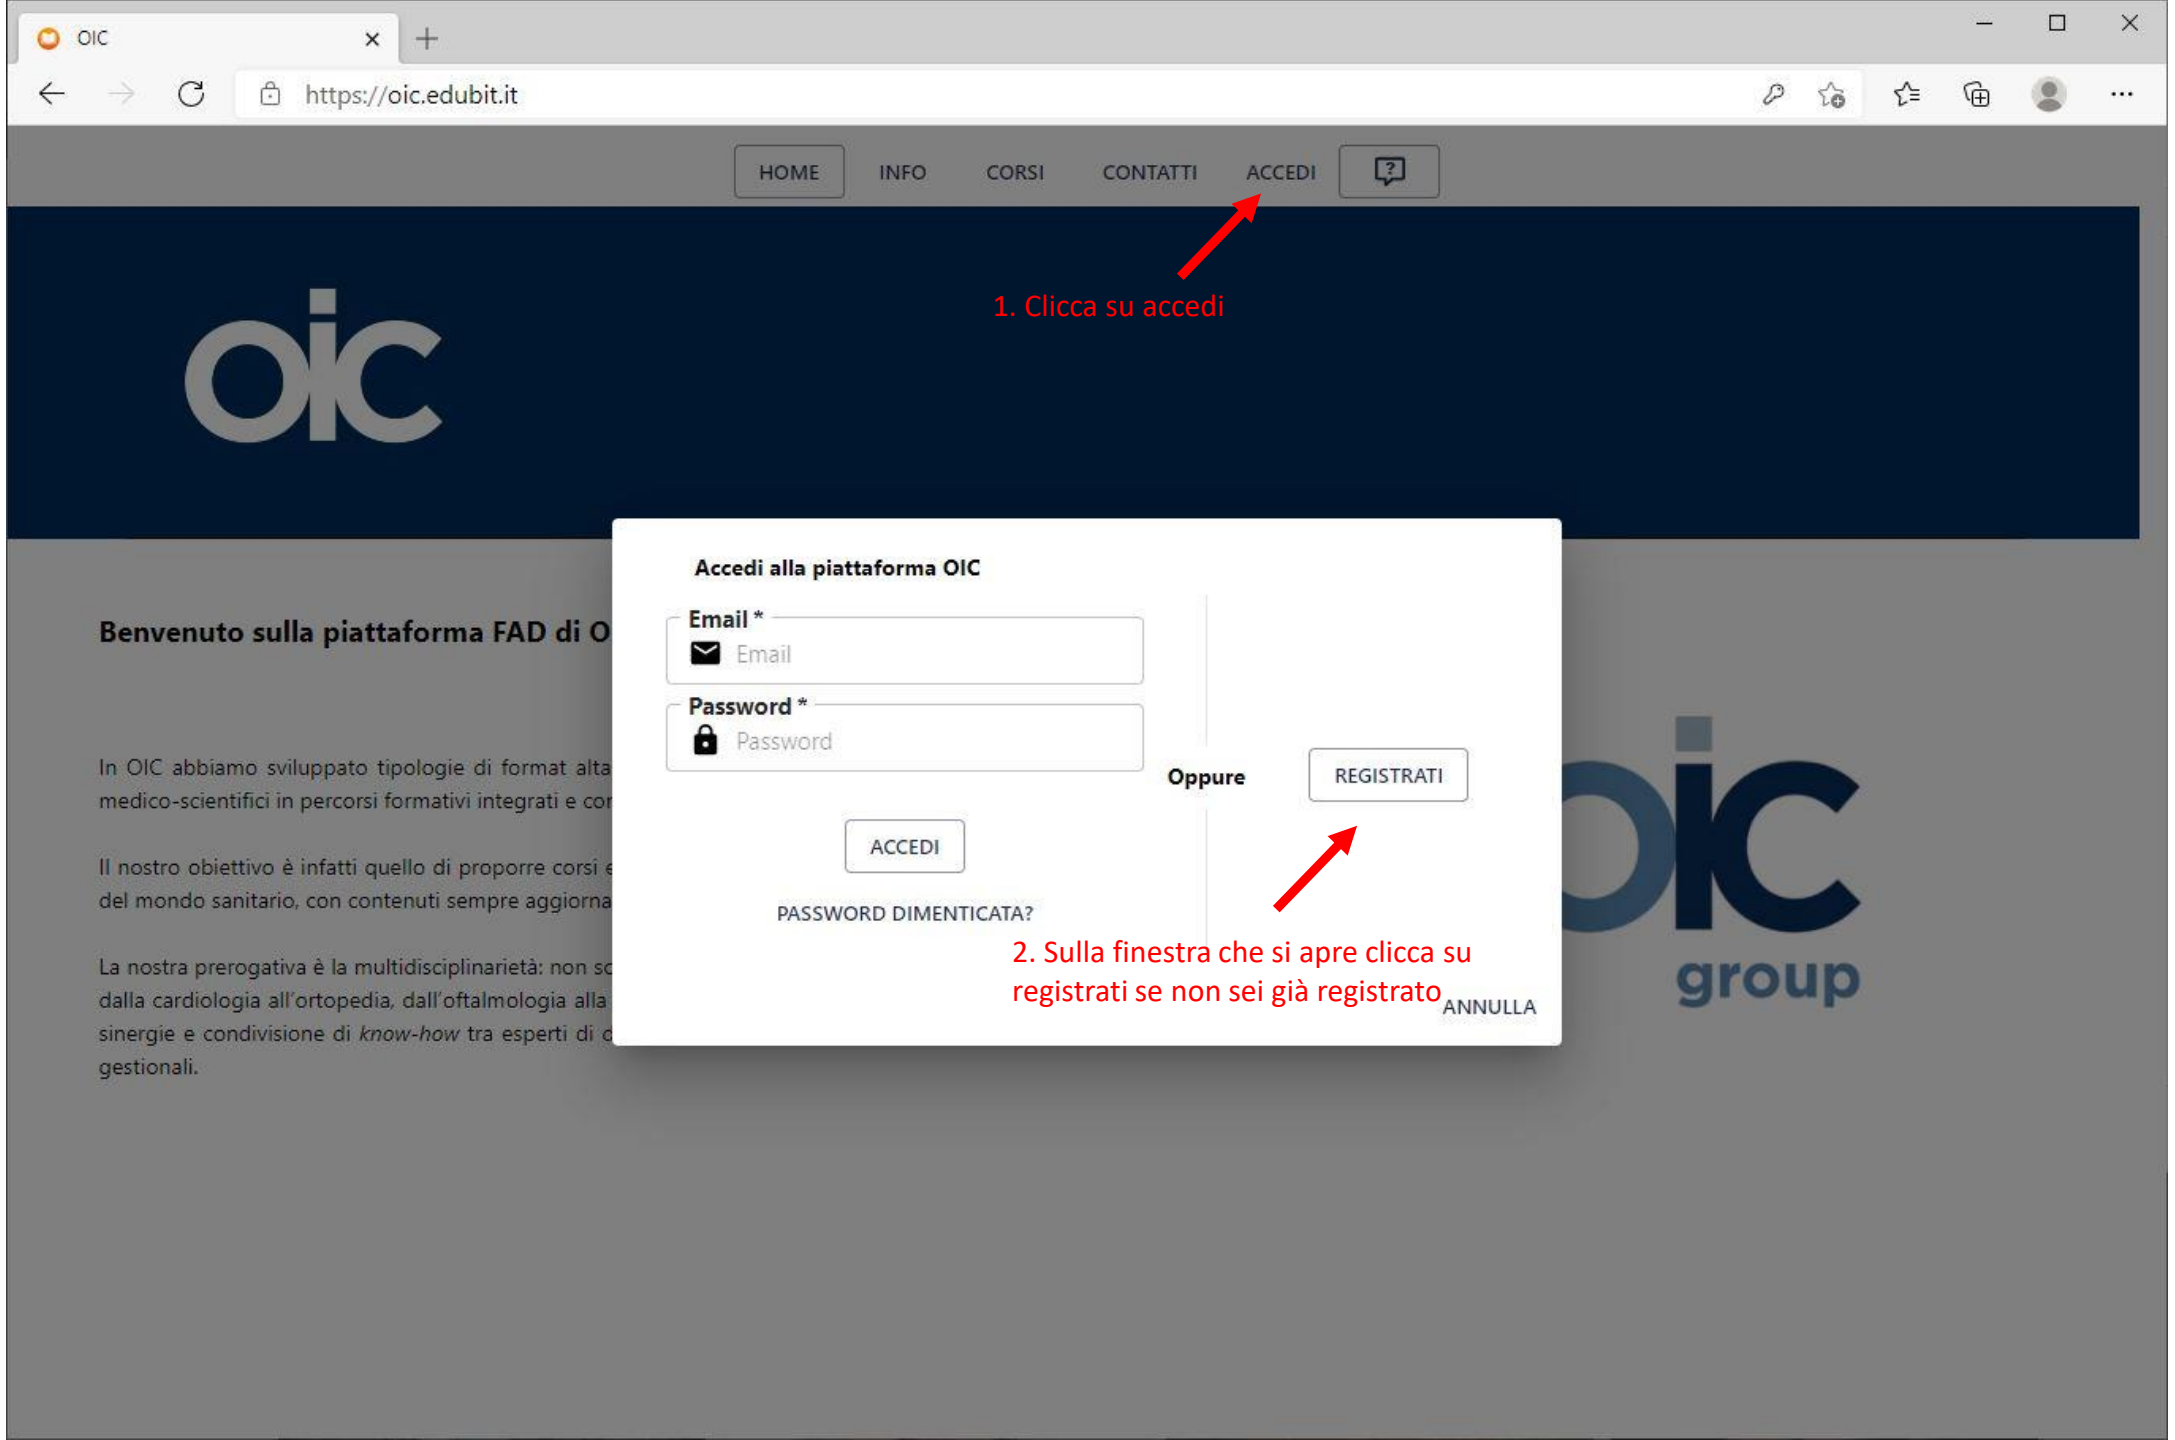 OIC
https://oic.edubit.it
HOME INFO CORSI CONTATTI ACCEDI
1. Clicca su accedi
oic
Accedi alla piattaforma OIC
Email *
Email
Password *
Password
Oppure
REGISTRATI
ACCEDI
PASSWORD DIMENTICATA?
2. Sulla finestra che si apre clicca su
registrati se non sei già registrato
ANNULLA
Benvenuto sulla piattaforma FAD di O
In OIC abbiamo sviluppato tipologie di format alta
medico-scientifici in percorsi formativi integrati e
Il nostro obiettivo è infatti quello di proporre corsi
del mondo sanitario, con contenuti sempre aggiorna
La nostra prerogativa è la multidisciplinarietà: non
dalla cardiologia all'ortopedia, dall'oftalmologia alla
sinergie e condivisione di know-how tra esperti di
gestionali.
oic
group